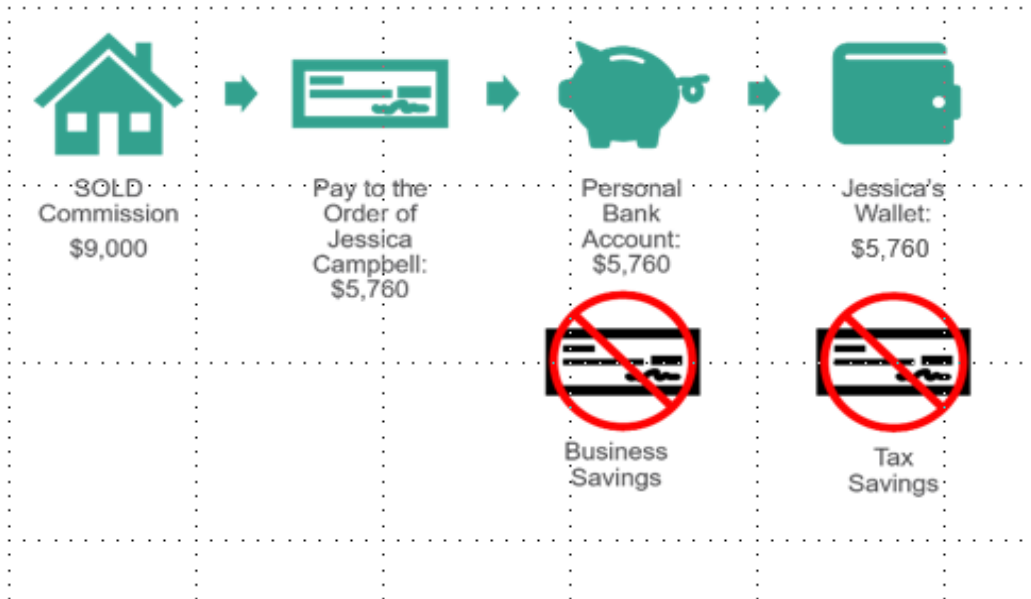 SOLD
Commission
$9,000
Pay to the
Order of
Jessica
Campbell:
$5,760
Personal
Bank
Account:
$5,760
Jessica's
Wallet:
$5,760
Business
Savings
Tax
Savings